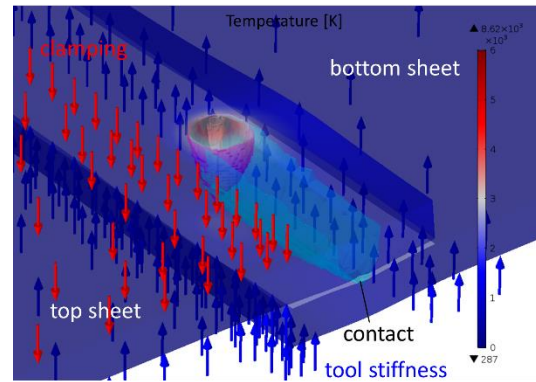 Temperature [K]
▲ 8.62×10³
×10³
clamping
bottom sheet
6
5
4
3
2
1
0
▼ 287
top sheet
contact
tool stiffness